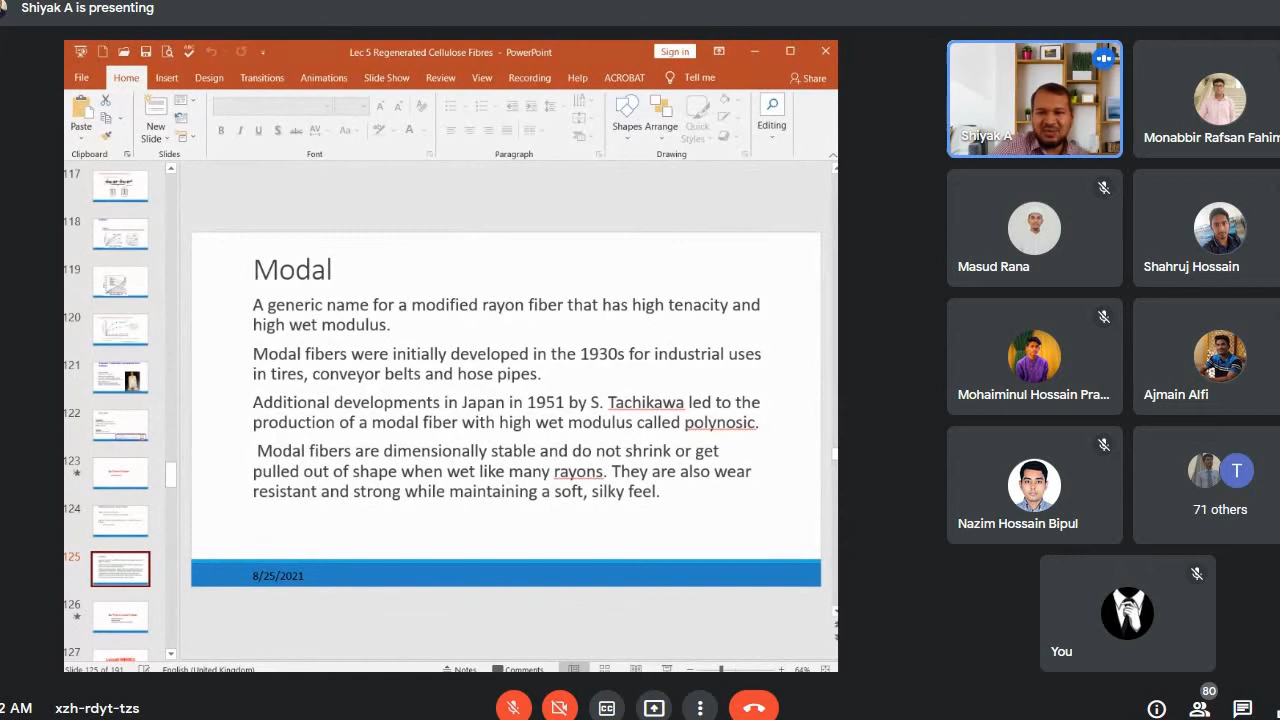 Shiyak A is presenting
Lec 5 Regenerated Cellulose Fibres - PowerPoint
Sign in
File Home Insert Design Transitions Animations Slide Show Review View Recording Help ACROBAT Tell me Share
Paste
New Slide
Shapes Arrange Quick Styles
Editing
Clipboard Slides Font Paragraph Drawing
117
118
119
120
121
122
123
124
125
126
127
Modal
A generic name for a modified rayon fiber that has high tenacity and
high wet modulus.
Modal fibers were initially developed in the 1930s for industrial uses
in tires, conveyor belts and hose pipes.
Additional developments in Japan in 1951 by S. Tachikawa led to the
production of a modal fiber with high wet modulus called polynosic.
Modal fibers are dimensionally stable and do not shrink or get
pulled out of shape when wet like many rayons. They are also wear
resistant and strong while maintaining a soft, silky feel.
8/25/2021
Slide 125 of 191 English (United Kingdom) Notes Comments 64%
Shiyak A
Monabbir Rafsan Fahim
Masud Rana
Shahruj Hossain
Mohaiminul Hossain Pra...
Ajmain Alfi
Nazim Hossain Bipul
T
71 others
You
2 AM
xzh-rdyt-tzs
80